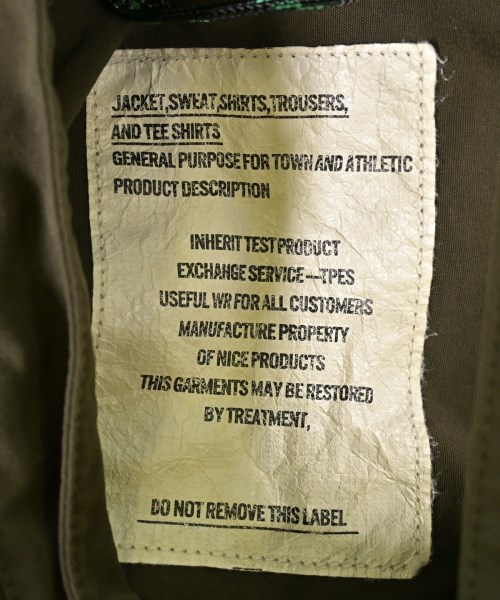 JACKET,SWEAT,SHIRTS,TROUSERS,
AND TEE SHIRTS
GENERAL PURPOSE FOR TOWN AND ATHLETIC
PRODUCT DESCRIPTION
INHERIT TEST PRODUCT
EXCHANGE SERVICE—TPES
USEFUL WR FOR ALL CUSTOMERS
MANUFACTURE PROPERTY
OF NICE PRODUCTS
THIS GARMENTS MAY BE RESTORED
BY TREATMENT,
DO NOT REMOVE THIS LABEL